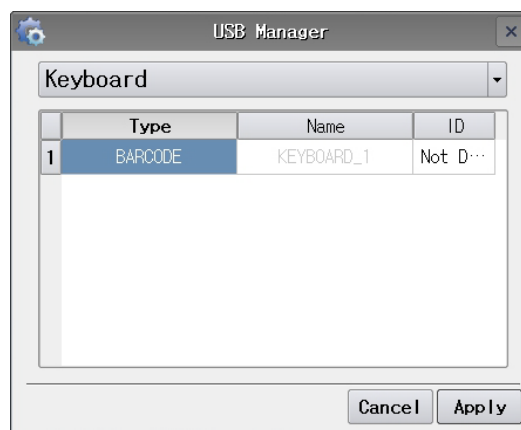 USB Manager
Keyboard
Type Name ID
1 BARCODE KEYBOARD_1 Not D…
Cancel Apply